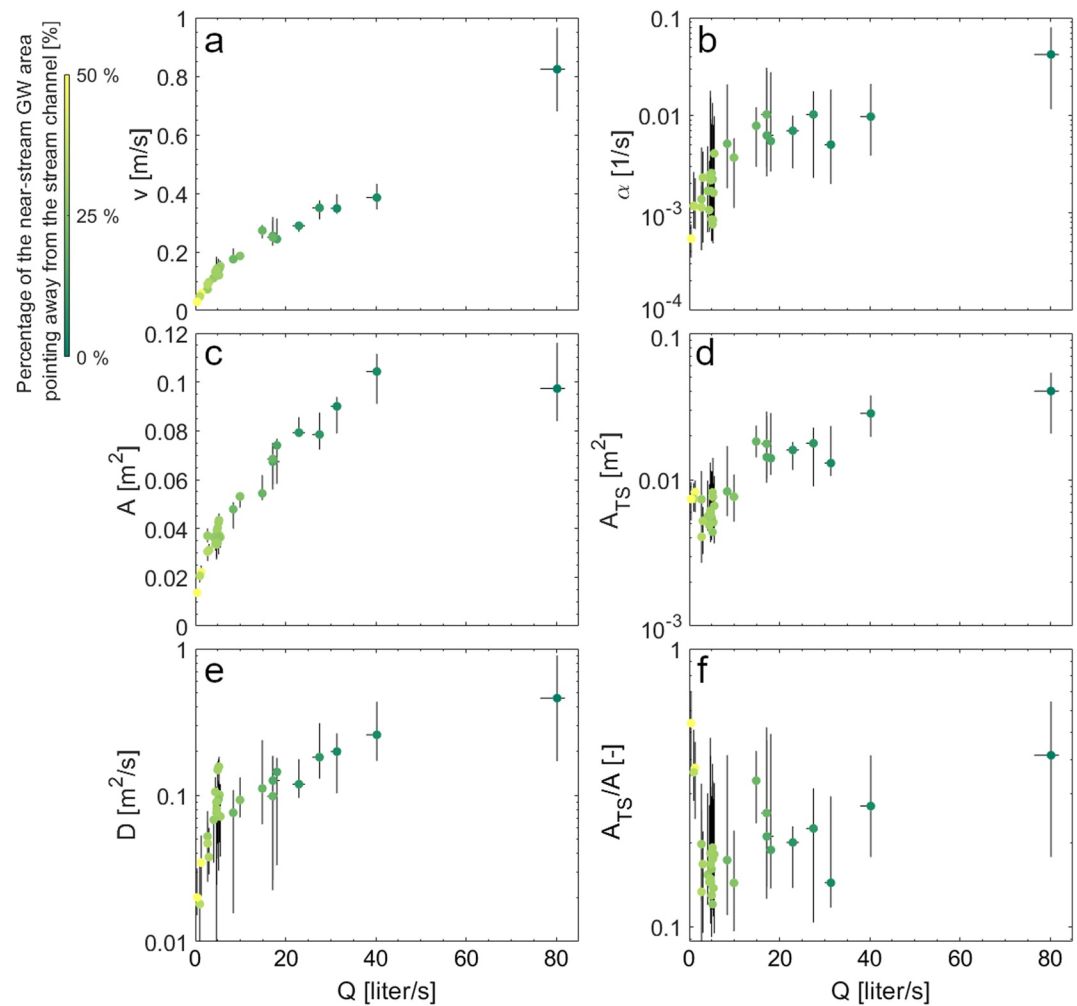 Percentage of the near-stream GW area
pointing away from the stream channel [%]
50 %
25 %
0 %
a
v [m/s]
1
0.8
0.6
0.4
0.2
0
b
α [1/s]
0.1
0.01
10⁻³
10⁻⁴
c
A [m²]
0.12
0.1
0.08
0.06
0.04
0.02
0
d
A_TS [m²]
0.1
0.01
10⁻³
e
D [m²/s]
1
0.1
0.01
0 20 40 60 80
Q [liter/s]
f
A_TS/A [-]
1
0.1
0 20 40 60 80
Q [liter/s]